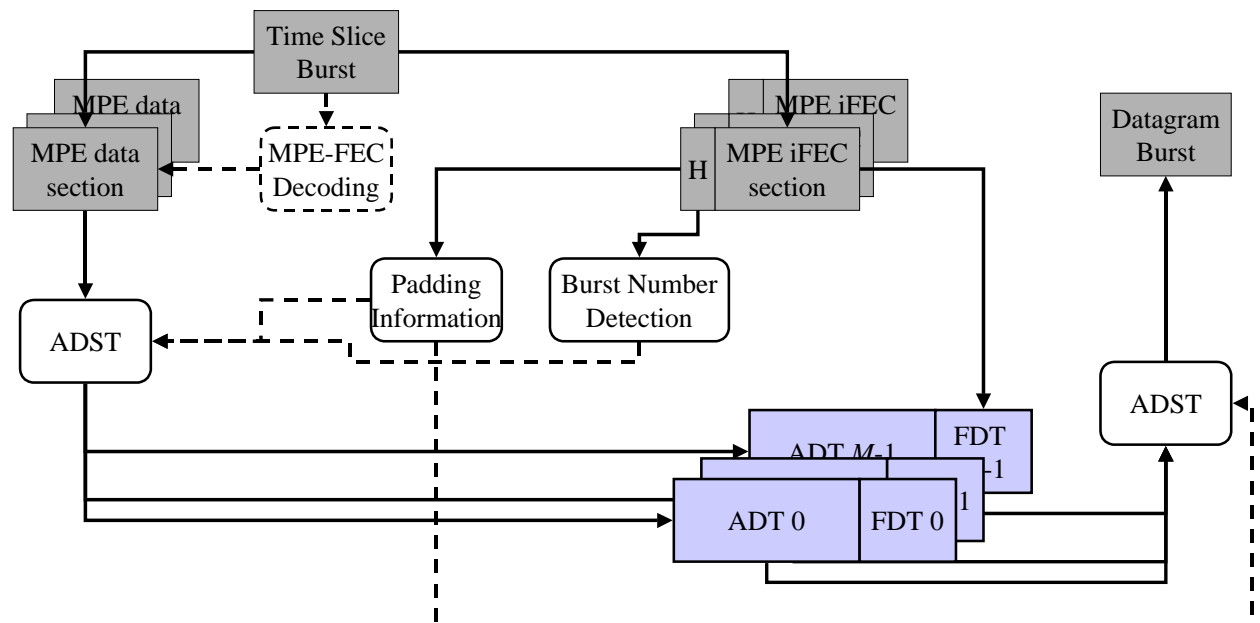 Time Slice
Burst
MPE data
MPE iFEC
MPE data
section
MPE-FEC
Decoding
H
MPE iFEC
section
Datagram
Burst
Padding
Information
Burst Number
Detection
ADST
ADST
ADT M-1
FDT
-1
1
ADT 0
FDT 0